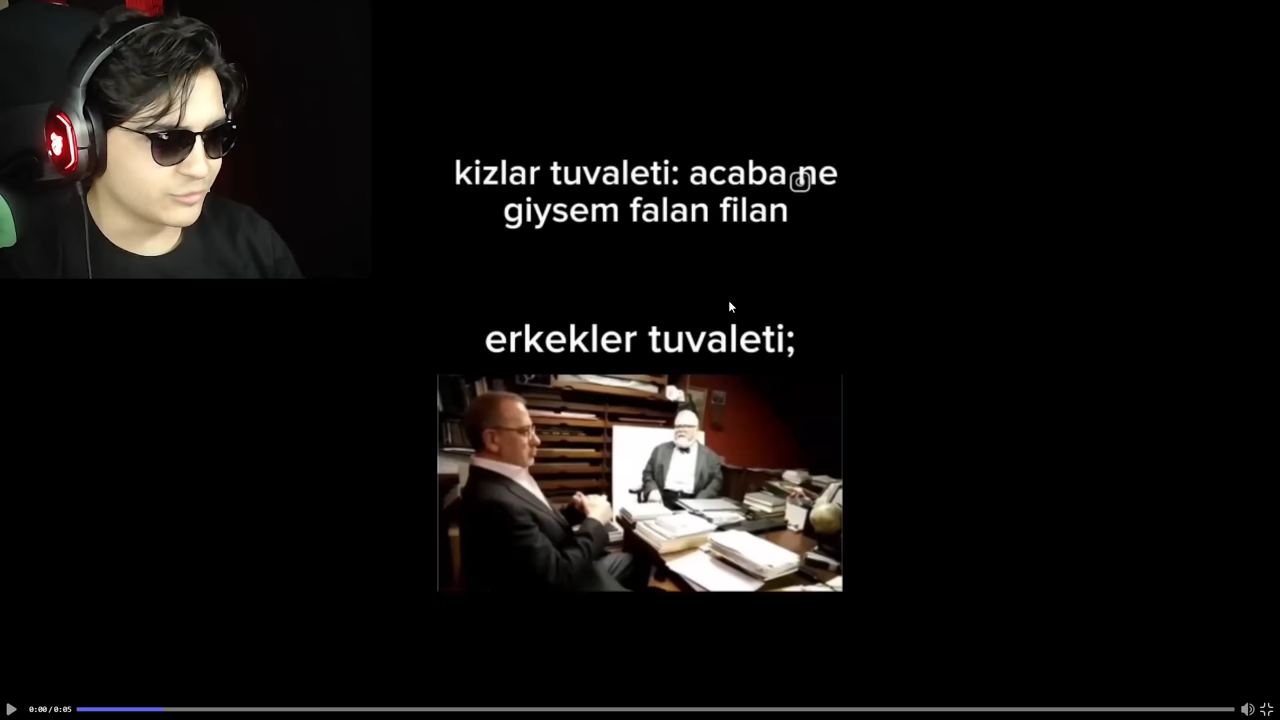 kizlar tuvaleti: acaba ne
giysem falan filan
erkekler tuvaleti;
0:00/0:05